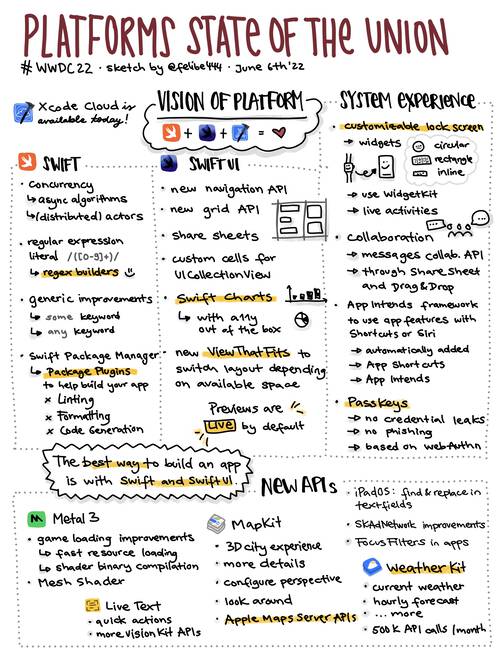 PLATFORMS STATE OF THE UNION
#WWDC22 · sketch by @felibe444 · June 6th '22
Xcode Cloud is
available today!
VISION OF PLATFORM
+ + = ♥
SWIFT
· Concurrency
↳ async algorithms
↳ (distributed) actors
· regular expression
literal /([0-9]+)/
↳ regex builders
· generic improvements
↳ some keyword
↳ any keyword
· Swift Package Manager
↳ Package Plugins
to help build your app
× Linting
× Formatting
× Code Generation
SWIFTUI
· new navigation API
· new grid API
· share sheets
· custom cells for
UICollectionView
· Swift Charts
↳ with a11y
out of the box
· new ViewThatFits to
switch layout depending
on available space
Previews are
Live by default
The best way to build an app
is with Swift and SwiftUI
SYSTEM EXPERIENCE
· customizable lock screen
→ widgets
circular
rectangle
inline
→ use WidgetKit
→ live activities
· collaboration
→ messages collab. API
→ through ShareSheet
and Drag&Drop
· App Intends framework
to use app features with
Shortcuts or Siri
→ automatically added
→ App Shortcuts
→ App Intends
· Passkeys
→ no credential leaks
→ no phishing
→ based on WebAuthn
NEW APIs
Metal 3
· game loading improvements
↳ fast resource loading
↳ shader binary compilation
· Mesh Shader
Live Text
· quick actions
· more VisionKit APIs
MapKit
· 3D city experience
· more details
· configure perspective
· look around
· Apple Maps Server APIs
· iPadOS: find & replace in
textfields
· SKAdNetwork improvements
· Focus Filters in apps
Weather Kit
· current weather
· hourly forecast
· ... more
· 500K API calls/month